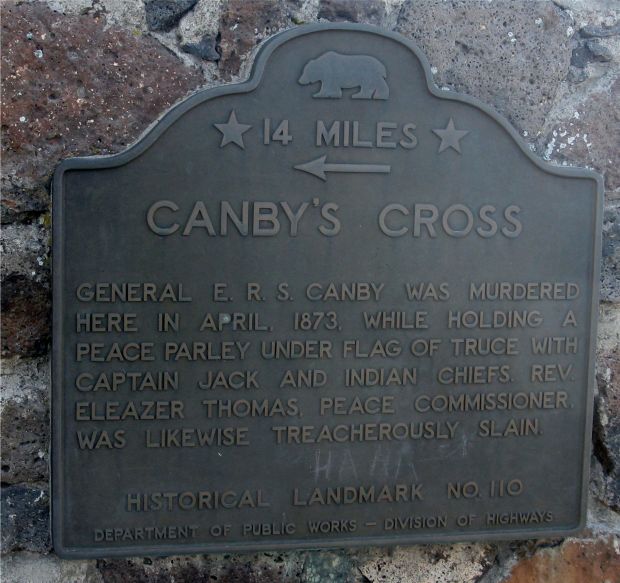 14 MILES
CANBY'S CROSS
GENERAL E. R. S. CANBY WAS MURDERED
HERE IN APRIL, 1873, WHILE HOLDING A
PEACE PARLEY UNDER FLAG OF TRUCE WITH
CAPTAIN JACK AND INDIAN CHIEFS. REV.
ELEAZER THOMAS, PEACE COMMISSIONER,
WAS LIKEWISE TREACHEROUSLY SLAIN.
HISTORICAL LANDMARK NO. 110
DEPARTMENT OF PUBLIC WORKS — DIVISION OF HIGHWAYS